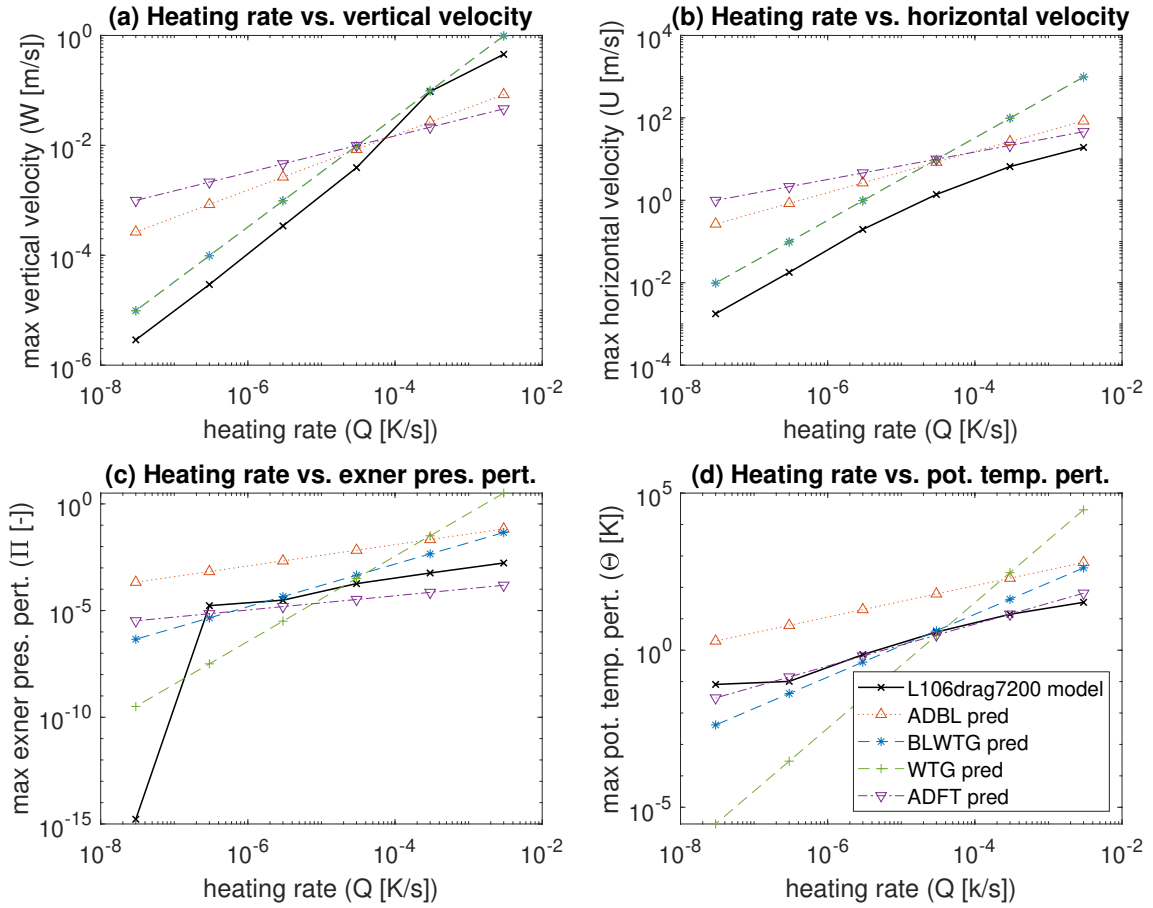 (a) Heating rate vs. vertical velocity
max vertical velocity (W [m/s])
10^0
10^-2
10^-4
10^-6
10^-8
10^-6
10^-4
10^-2
heating rate (Q [K/s])
(b) Heating rate vs. horizontal velocity
max horizontal velocity (U [m/s])
10^4
10^2
10^0
10^-2
10^-4
10^-8
10^-6
10^-4
10^-2
heating rate (Q [K/s])
(c) Heating rate vs. exner pres. pert.
max exner pres. pert. (Π [-])
10^0
10^-5
10^-10
10^-15
10^-8
10^-6
10^-4
10^-2
heating rate (Q [K/s])
(d) Heating rate vs. pot. temp. pert.
max pot. temp. pert. (Θ [K])
10^5
10^0
10^-5
10^-8
10^-6
10^-4
10^-2
heating rate (Q [k/s])
L106drag7200 model
ADBL pred
BLWTG pred
WTG pred
ADFT pred